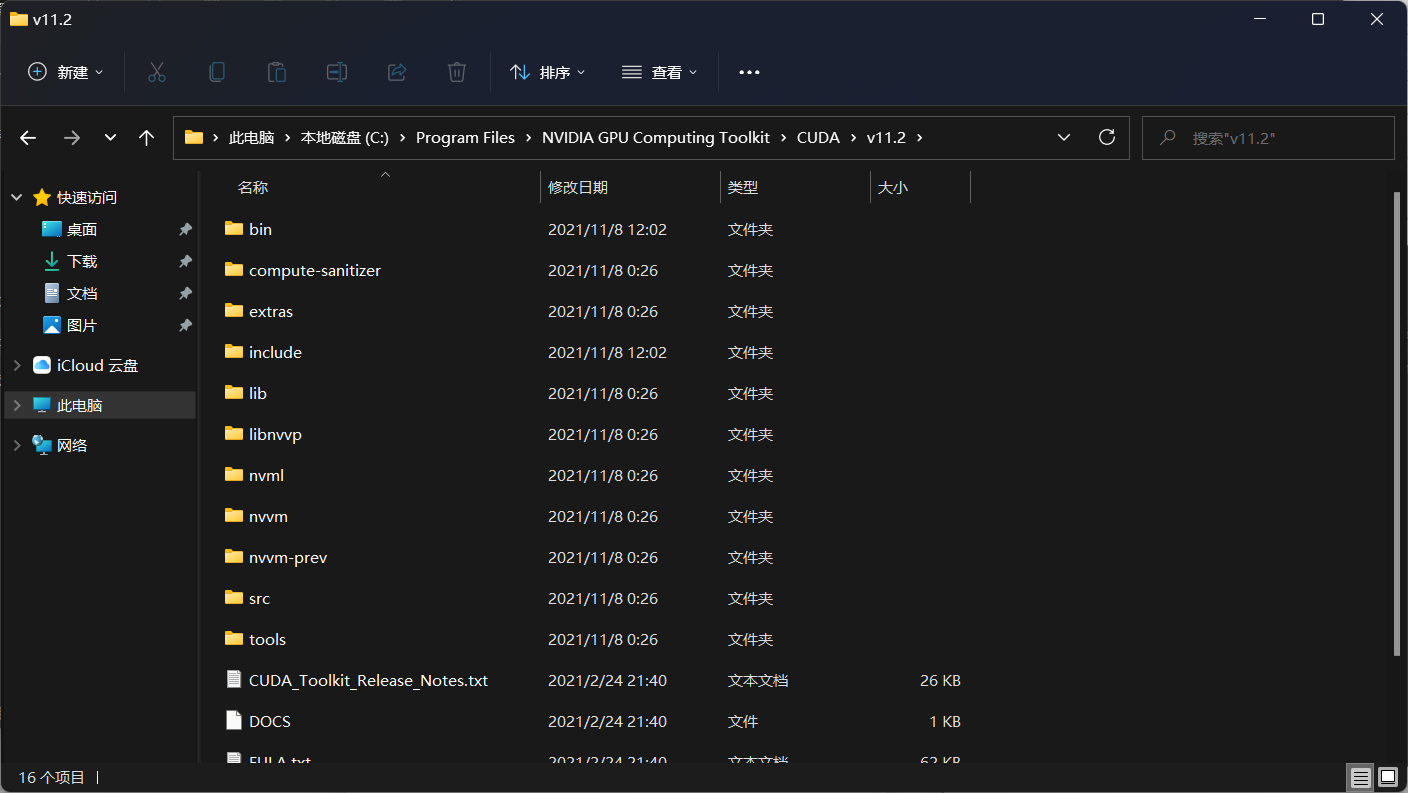 v11.2
新建 排序 查看
此电脑 本地磁盘 (C:) Program Files NVIDIA GPU Computing Toolkit CUDA v11.2 搜索"v11.2"
快速访问
桌面
下载
文档
图片
iCloud 云盘
此电脑
网络
名称 修改日期 类型 大小
bin 2021/11/8 12:02 文件夹
compute-sanitizer 2021/11/8 0:26 文件夹
extras 2021/11/8 0:26 文件夹
include 2021/11/8 12:02 文件夹
lib 2021/11/8 0:26 文件夹
libnvvp 2021/11/8 0:26 文件夹
nvml 2021/11/8 0:26 文件夹
nvvm 2021/11/8 0:26 文件夹
nvvm-prev 2021/11/8 0:26 文件夹
src 2021/11/8 0:26 文件夹
tools 2021/11/8 0:26 文件夹
CUDA_Toolkit_Release_Notes.txt 2021/2/24 21:40 文本文档 26 KB
DOCS 2021/2/24 21:40 文件 1 KB
EULA.txt 2021/2/24 21:40 文本文档 62 KB
16 个项目